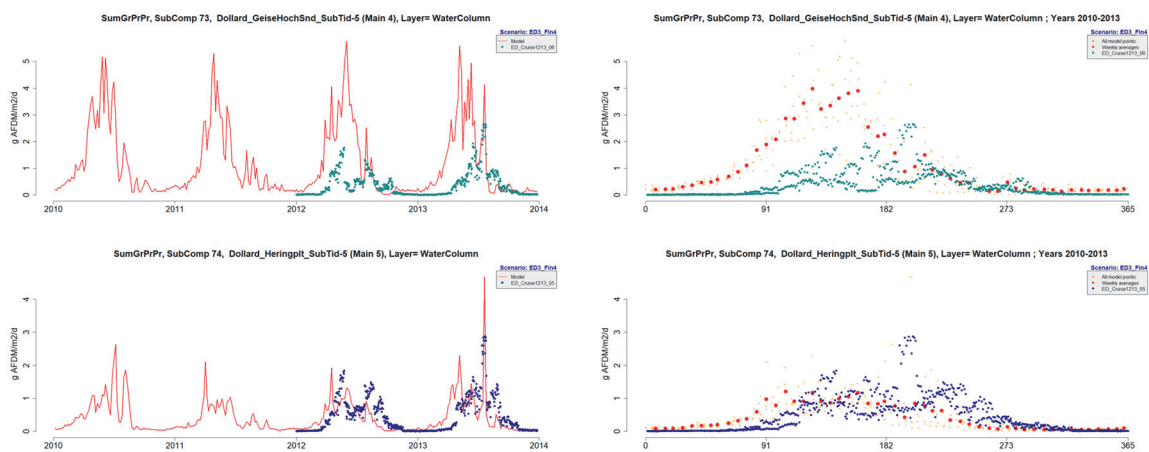 SumGrPrPr, SubComp 73, Dollard_GeiseHochSnd_SubTid-5 (Main 4), Layer= WaterColumn
Scenario: ED3_Fin4
Model
ED_Cruise1213_06
g AFDM/m2/d
5
4
3
2
1
0
2010
2011
2012
2013
2014
SumGrPrPr, SubComp 73, Dollard_GeiseHochSnd_SubTid-5 (Main 4), Layer= WaterColumn ; Years 2010-2013
Scenario: ED3_Fin4
All model points
Weekly averages
ED_Cruise1213_06
g AFDM/m2/d
5
4
3
2
1
0
0
91
182
273
365
SumGrPrPr, SubComp 74, Dollard_Heringplt_SubTid-5 (Main 5), Layer= WaterColumn
Scenario: ED3_Fin4
Model
ED_Cruise1213_05
g AFDM/m2/d
4
3
2
1
0
2010
2011
2012
2013
2014
SumGrPrPr, SubComp 74, Dollard_Heringplt_SubTid-5 (Main 5), Layer= WaterColumn ; Years 2010-2013
Scenario: ED3_Fin4
All model points
Weekly averages
ED_Cruise1213_05
g AFDM/m2/d
4
3
2
1
0
0
91
182
273
365